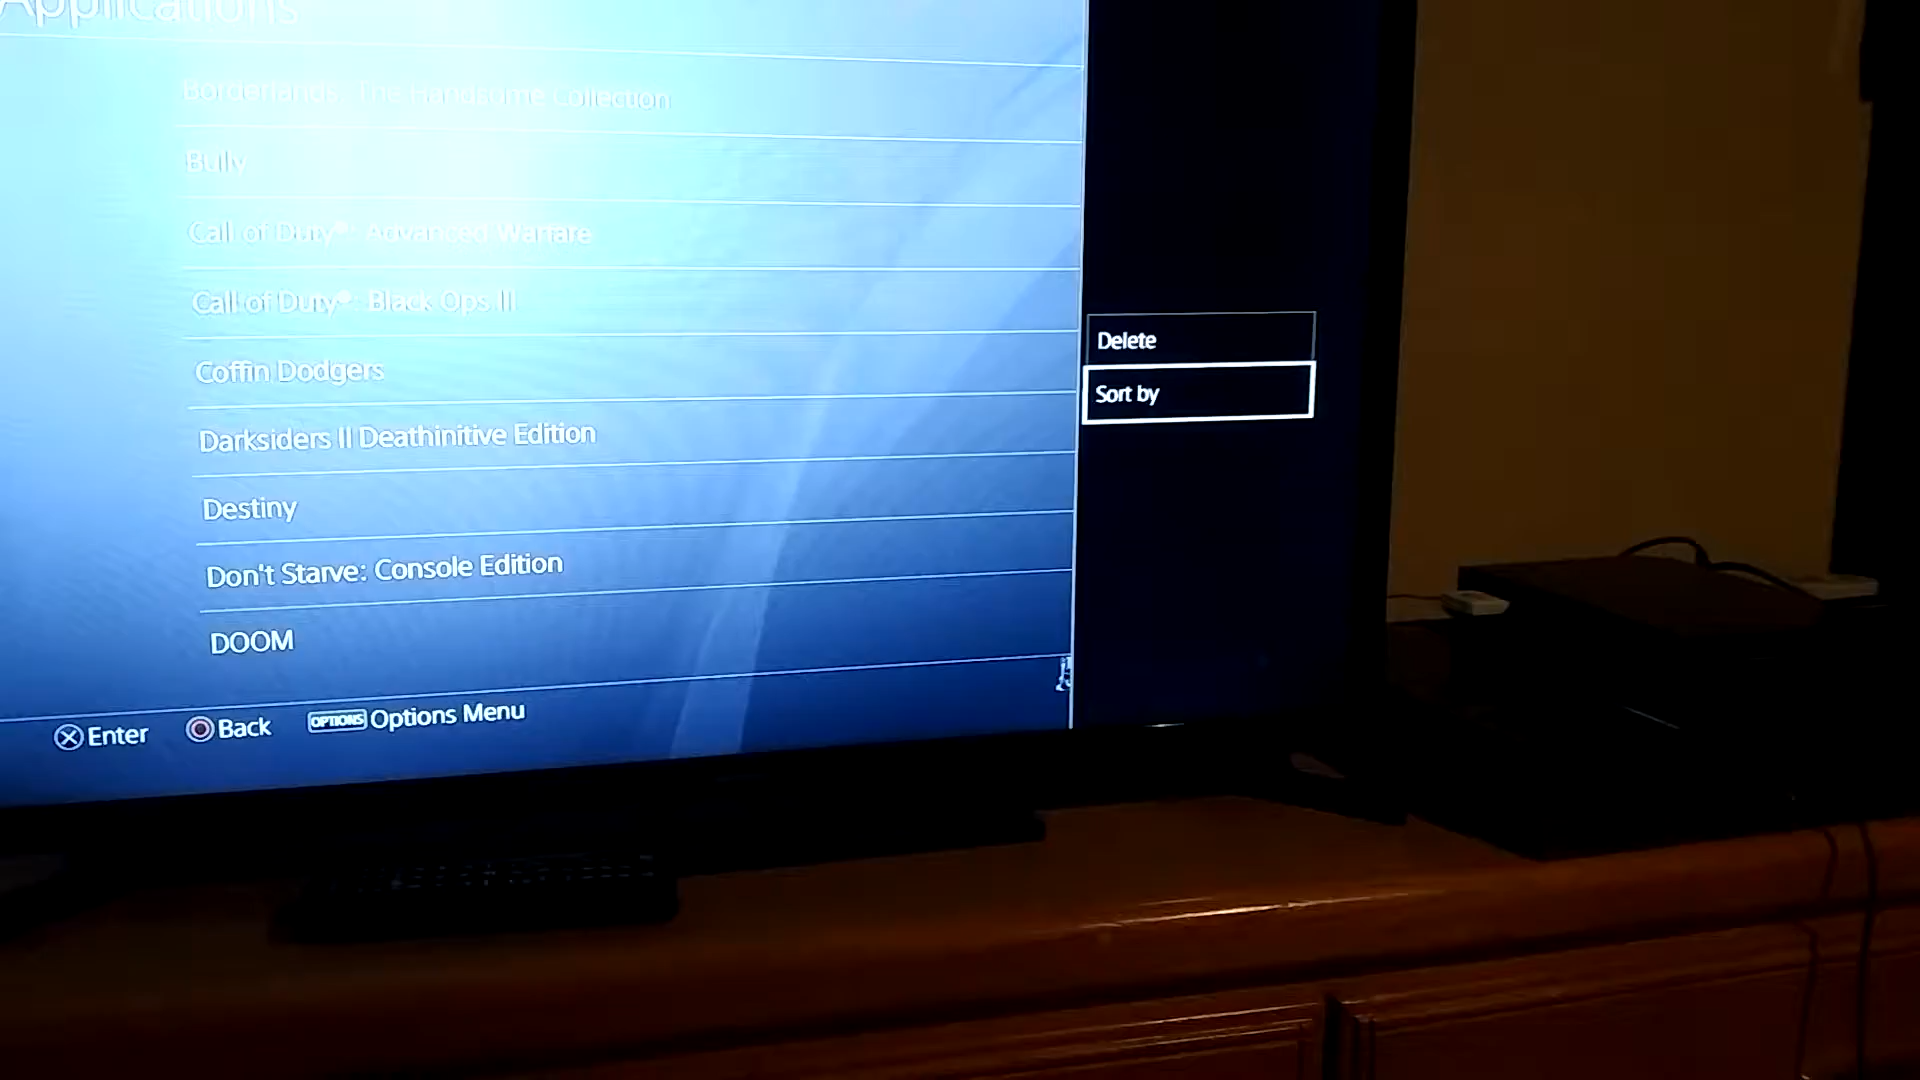 Applications
Borderlands: The Handsome Collection
Bully
Call of Duty®: Advanced Warfare
Call of Duty®: Black Ops III
Coffin Dodgers
Darksiders II Deathinitive Edition
Destiny
Don't Starve: Console Edition
DOOM
Delete
Sort by
Enter Back OPTIONS Options Menu